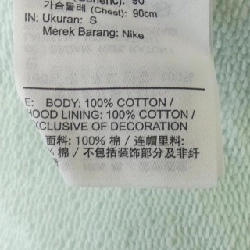 가슴둘레 (Chest): 90cm
IN: Ukuran: S
Merek Barang: Nike
E: BODY: 100% COTTON /
HOOD LINING: 100% COTTON /
EXCLUSIVE OF DECORATION
面料: 100% 棉 / 连帽里料:
% 棉 / 不包括装饰部分及非纤